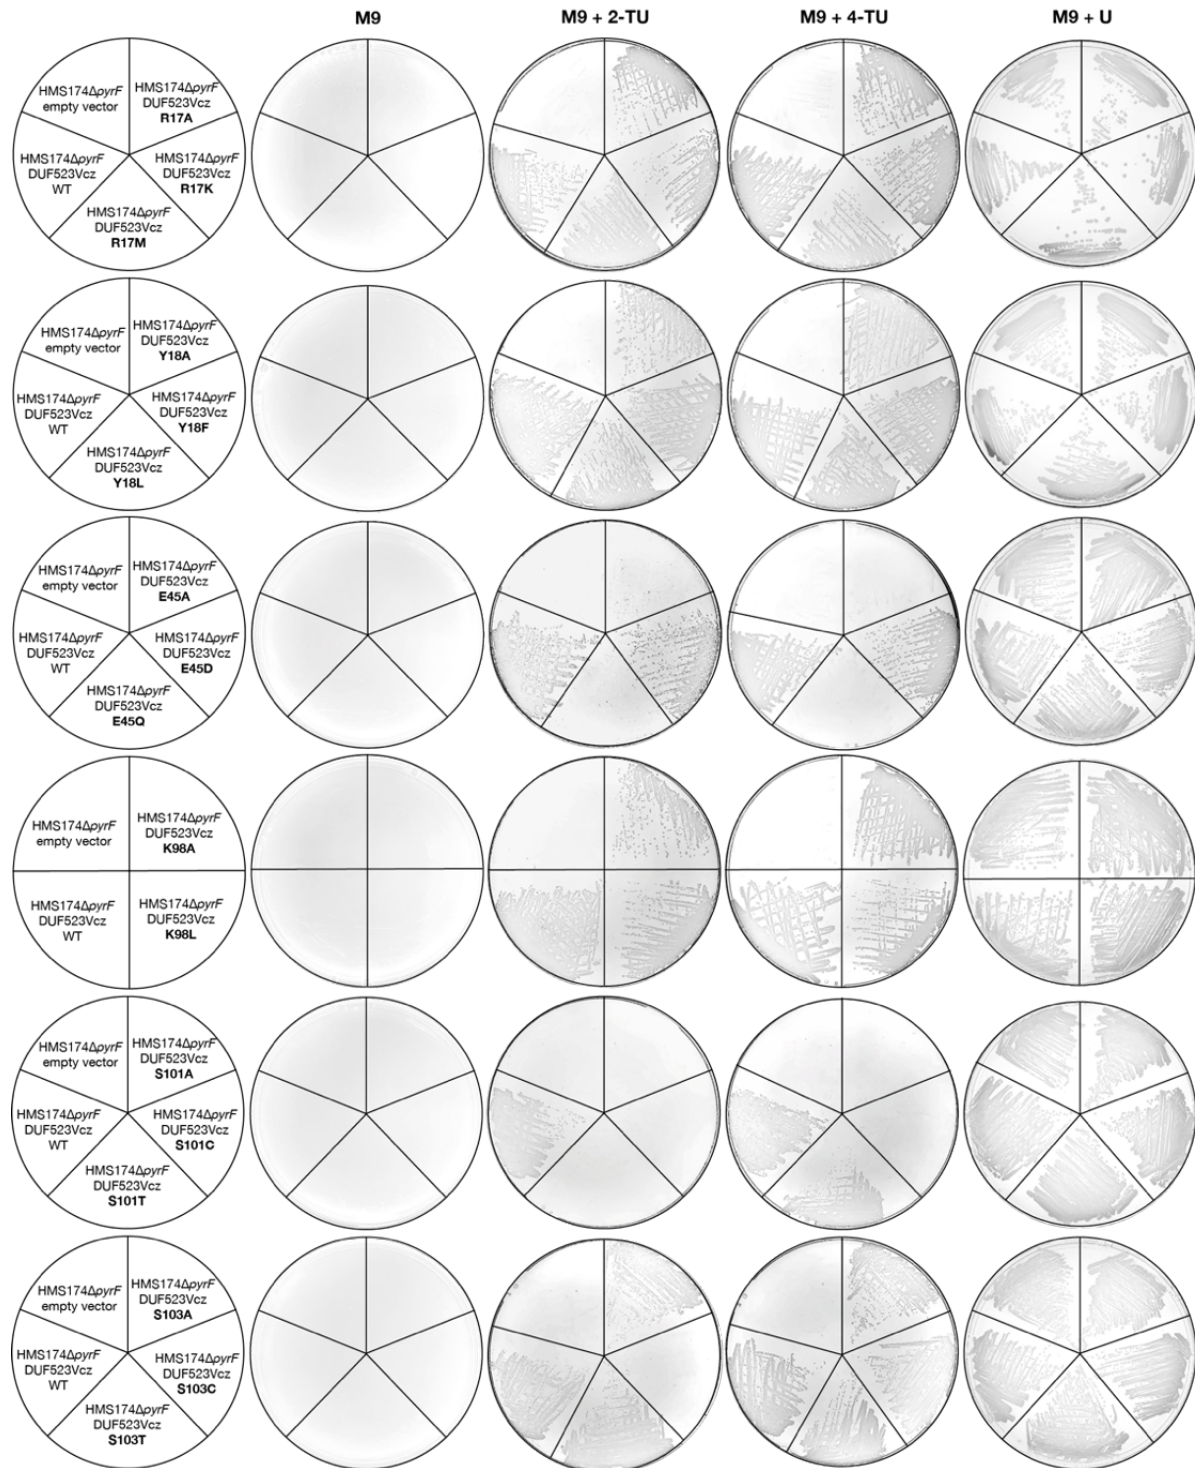 M9
M9 + 2-TU
M9 + 4-TU
M9 + U
HMS174ΔpyrF
empty vector
HMS174ΔpyrF
DUF523Vcz
R17A
HMS174ΔpyrF
DUF523Vcz
WT
HMS174ΔpyrF
DUF523Vcz
R17K
HMS174ΔpyrF
DUF523Vcz
R17M
HMS174ΔpyrF
empty vector
HMS174ΔpyrF
DUF523Vcz
Y18A
HMS174ΔpyrF
DUF523Vcz
WT
HMS174ΔpyrF
DUF523Vcz
Y18F
HMS174ΔpyrF
DUF523Vcz
Y18L
HMS174ΔpyrF
empty vector
HMS174ΔpyrF
DUF523Vcz
E45A
HMS174ΔpyrF
DUF523Vcz
WT
HMS174ΔpyrF
DUF523Vcz
E45D
HMS174ΔpyrF
DUF523Vcz
E45Q
HMS174ΔpyrF
empty vector
HMS174ΔpyrF
DUF523Vcz
K98A
HMS174ΔpyrF
DUF523Vcz
WT
HMS174ΔpyrF
DUF523Vcz
K98L
HMS174ΔpyrF
empty vector
HMS174ΔpyrF
DUF523Vcz
S101A
HMS174ΔpyrF
DUF523Vcz
WT
HMS174ΔpyrF
DUF523Vcz
S101C
HMS174ΔpyrF
DUF523Vcz
S101T
HMS174ΔpyrF
empty vector
HMS174ΔpyrF
DUF523Vcz
S103A
HMS174ΔpyrF
DUF523Vcz
WT
HMS174ΔpyrF
DUF523Vcz
S103C
HMS174ΔpyrF
DUF523Vcz
S103T